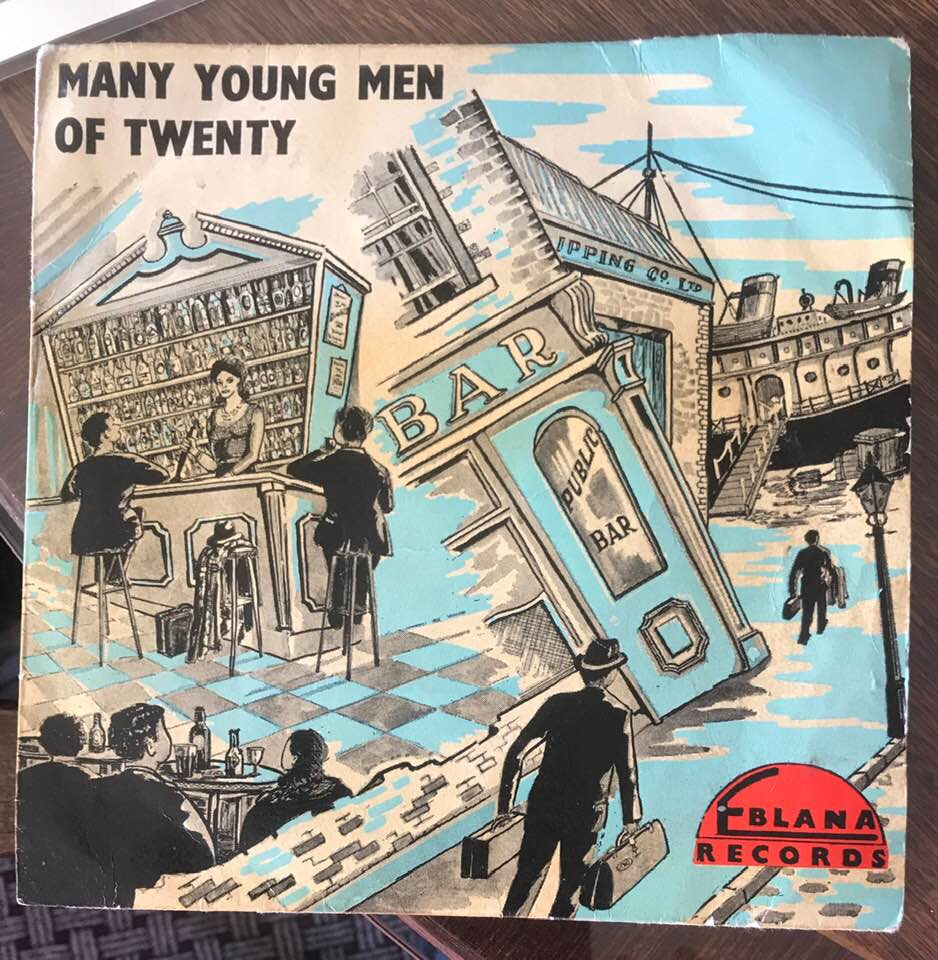 MANY YOUNG MEN
OF TWENTY
IPPING CO. LTD
BAR
PUBLIC
BAR
EBLANA
RECORDS